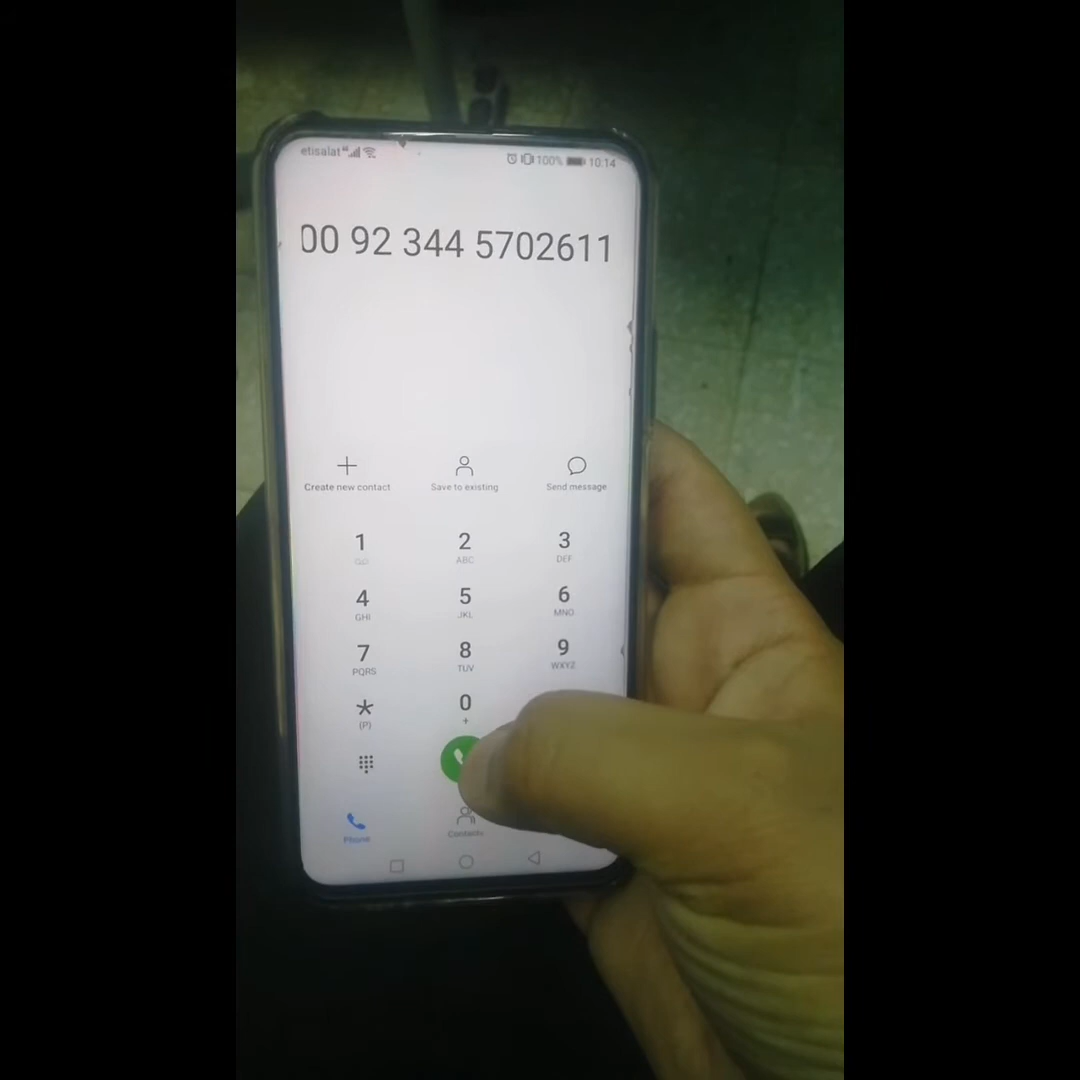 etisalat 100% 10:14
00 92 344 5702611
Create new contact Save to existing Send message
1 2 3
ABC DEF
4 5 6
GHI JKL MNO
7 8 9
PQRS TUV WXYZ
* 0
(P) +
Phone Contacts